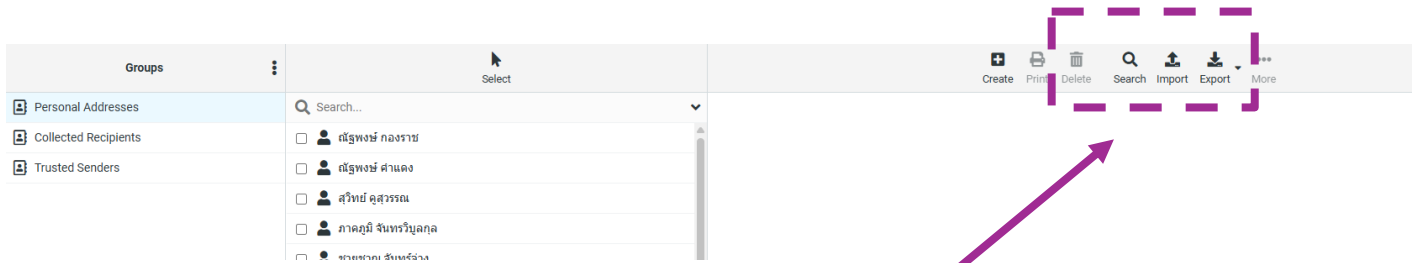 Groups
Select
Create Print Delete Search Import Export More
Personal Addresses
Search...
Collected Recipients
ณัฐพงษ์ กองราช
Trusted Senders
ณัฐพงษ์ ศาแดง
สุวิทย์ คูสุวรรณ
ภาคภูมิ จันทรวิบูลกุล